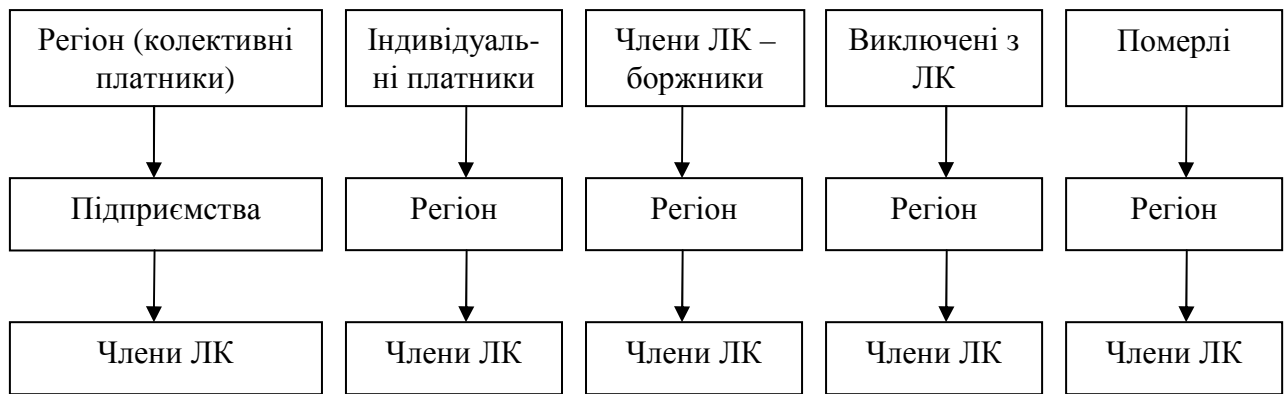 Регіон (колективні
платники)
Індивідуаль-
ні платники
Члени ЛК –
боржники
Виключені з
ЛК
Померлі
Підприємства
Регіон
Регіон
Регіон
Регіон
Члени ЛК
Члени ЛК
Члени ЛК
Члени ЛК
Члени ЛК